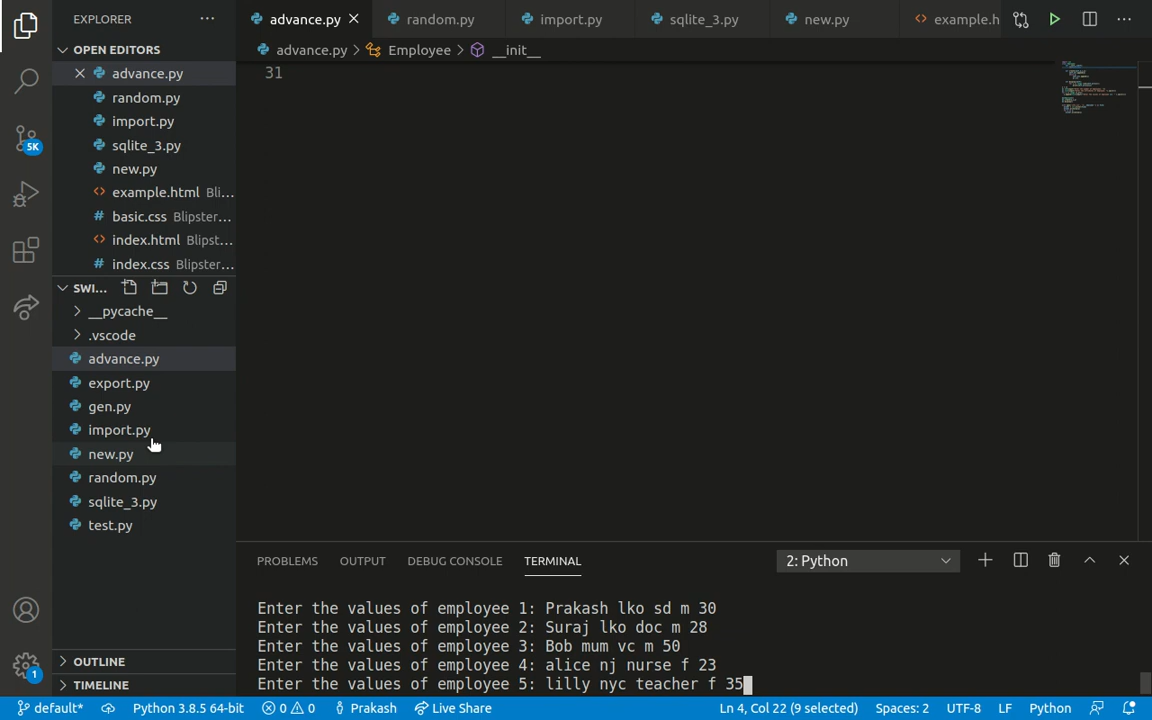 EXPLORER ...
advance.py random.py import.py sqlite_3.py new.py example.h
OPEN EDITORS
advance.py > Employee > __init__
advance.py
31
random.py
import.py
sqlite_3.py
5K
new.py
example.html Bli...
basic.css Blipster...
index.html Blipst...
index.css Blipster...
SWI...
__pycache__
.vscode
advance.py
export.py
gen.py
import.py
new.py
random.py
sqlite_3.py
test.py
PROBLEMS OUTPUT DEBUG CONSOLE TERMINAL 2: Python
Enter the values of employee 1: Prakash lko sd m 30
Enter the values of employee 2: Suraj lko doc m 28
Enter the values of employee 3: Bob mum vc m 50
Enter the values of employee 4: alice nj nurse f 23
Enter the values of employee 5: lilly nyc teacher f 35
OUTLINE
1
TIMELINE
default* Python 3.8.5 64-bit 0 0 Prakash Live Share Ln 4, Col 22 (9 selected) Spaces: 2 UTF-8 LF Python